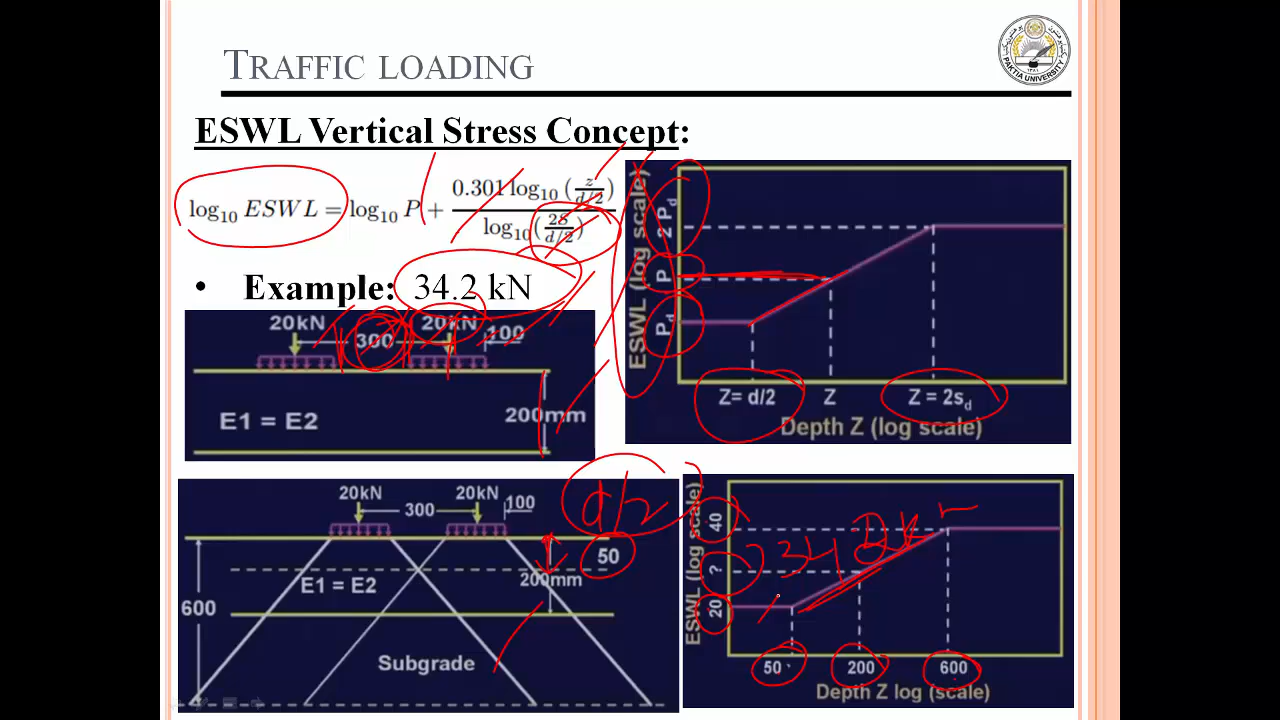 TRAFFIC LOADING
PAKTIA UNIVERSITY
ESWL Vertical Stress Concept:
log₁₀ ESWL = log₁₀ P + 0.301 log₁₀ (z/(d/2)) / log₁₀(2S/(d/2))
• Example: 34.2 kN
20kN 20kN
300 100
E1 = E2
200mm
ESWL (log scale)
2 Pd
P
Pd
Z= d/2 Z Z = 2sd
Depth Z (log scale)
20kN 20kN
300 100
50
E1 = E2
200mm
600
Subgrade
d/2
ESWL (log scale)
40
?
20
34.2k
50 200 600
Depth Z log (scale)